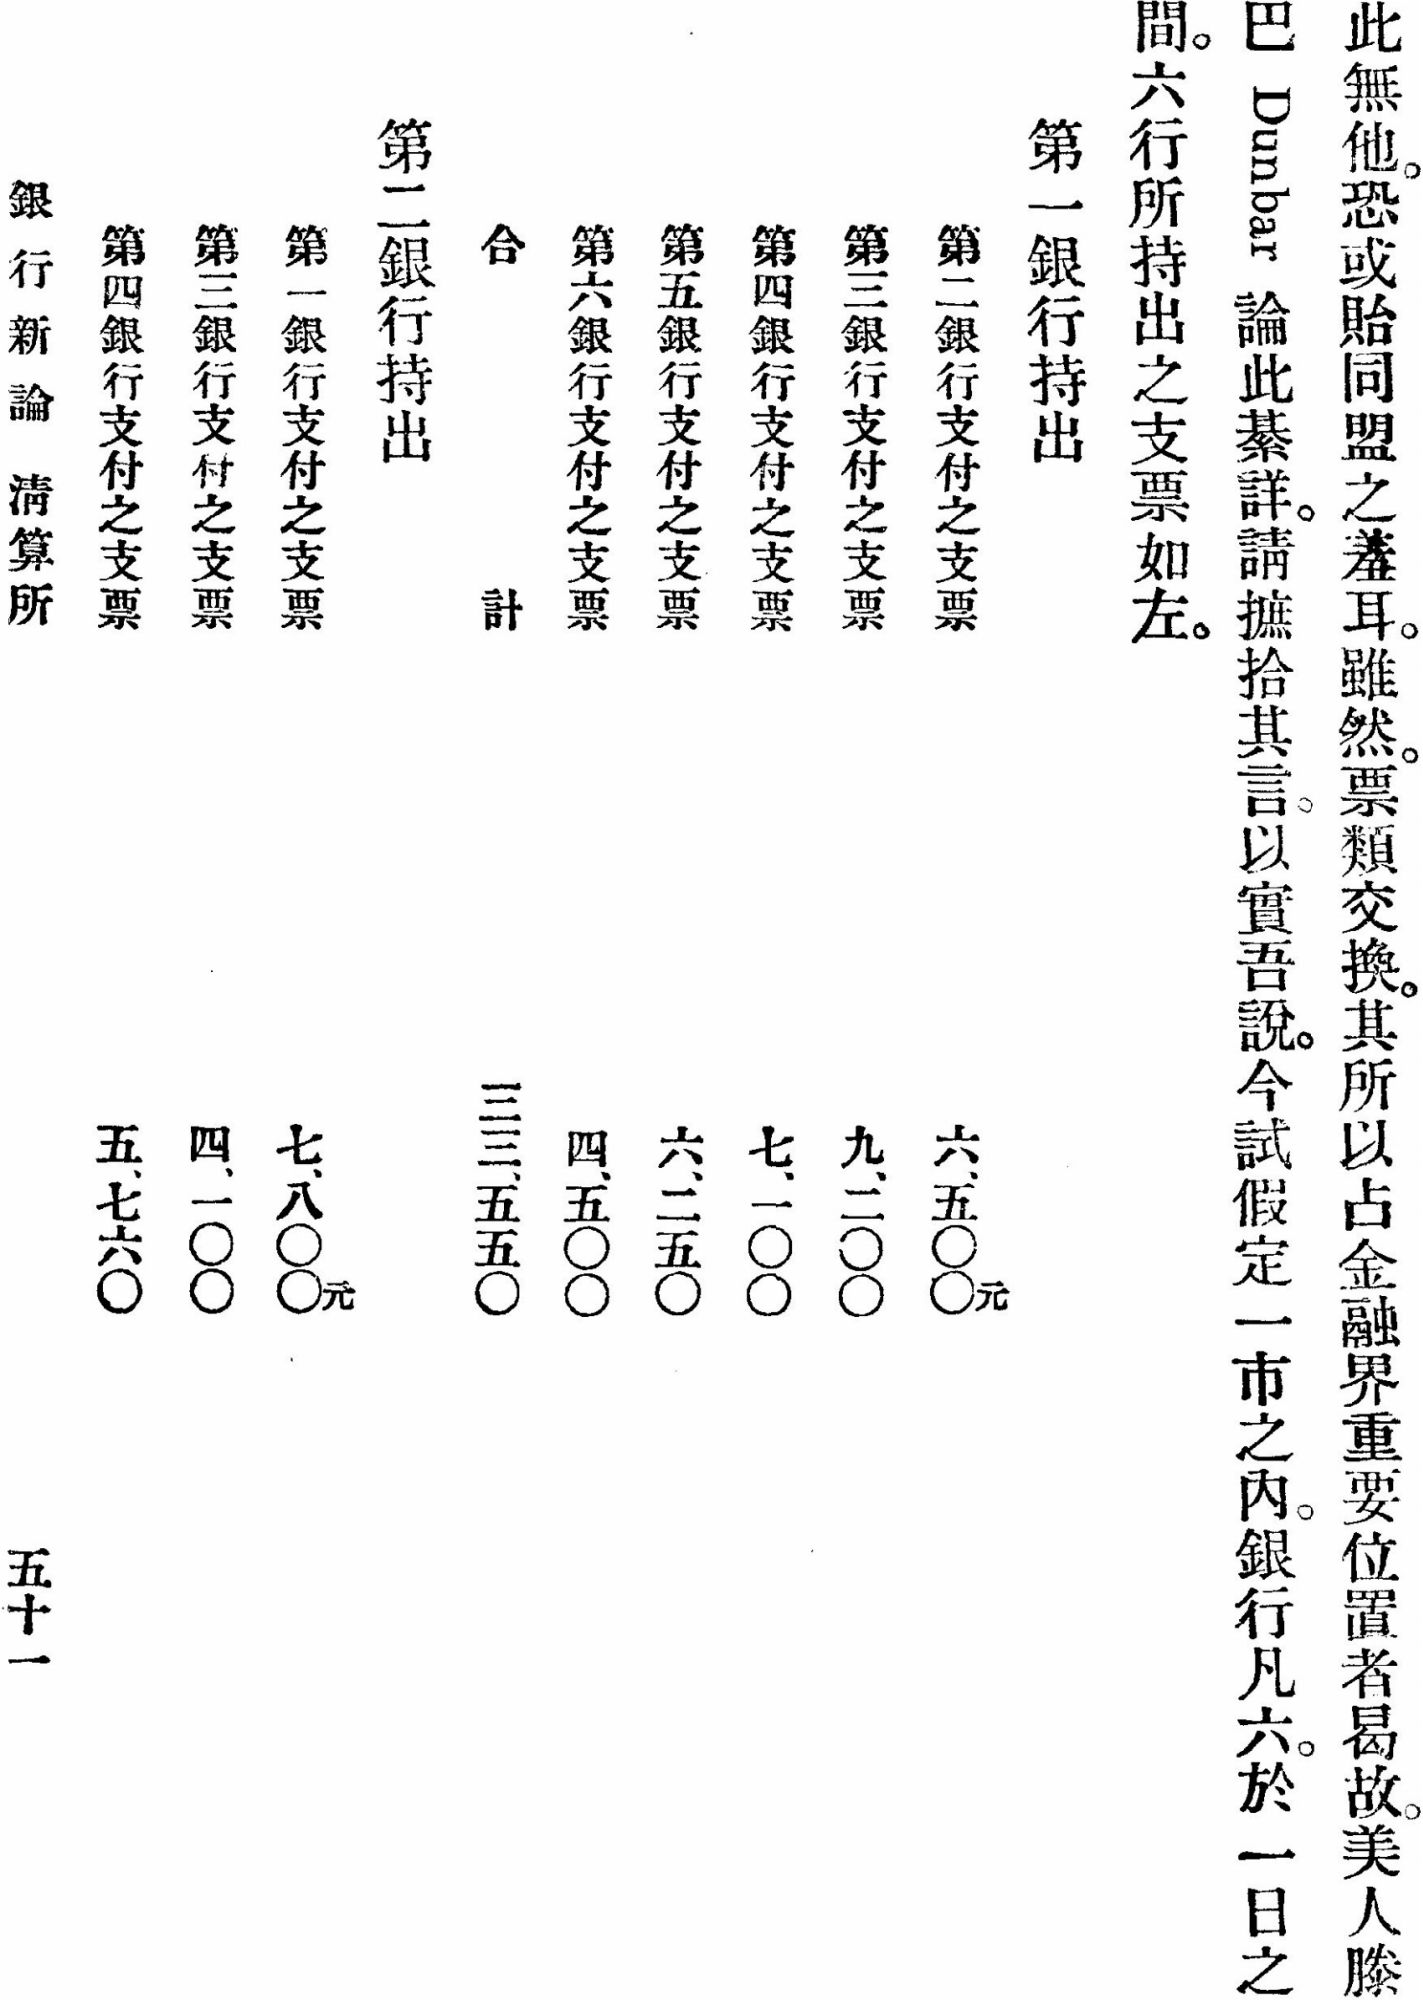 此無他。恐或貽同盟之羞耳。雖然。票類交換。其所以占金融界重要位置者曷故。美人滕
巴 Dunbar 論此綦詳。請摭拾其言。以實吾說。今試假定一市之內。銀行凡六。於一日之
間。六行所持出之支票如左。
第一銀行持出
第二銀行支付之支票 六、五〇〇元
第三銀行支付之支票 九、二〇〇
第四銀行支付之支票 七、一〇〇
第五銀行支付之支票 六、二五〇
第六銀行支付之支票 四、五〇〇
合計 三三、五五〇
第二銀行持出
第一銀行支付之支票 七、八〇〇元
第三銀行支付之支票 四、一〇〇
第四銀行支付之支票 五、七六〇
銀行新論 清算所 五十一